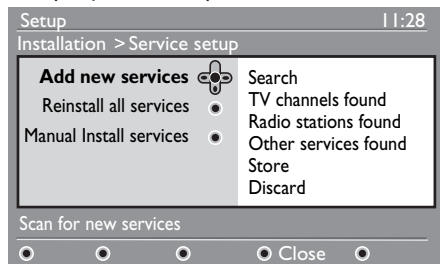 Setup 11:28
Installation > Service setup
Add new services
Reinstall all services
Manual Install services
Search
TV channels found
Radio stations found
Other services found
Store
Discard
Scan for new services
Close